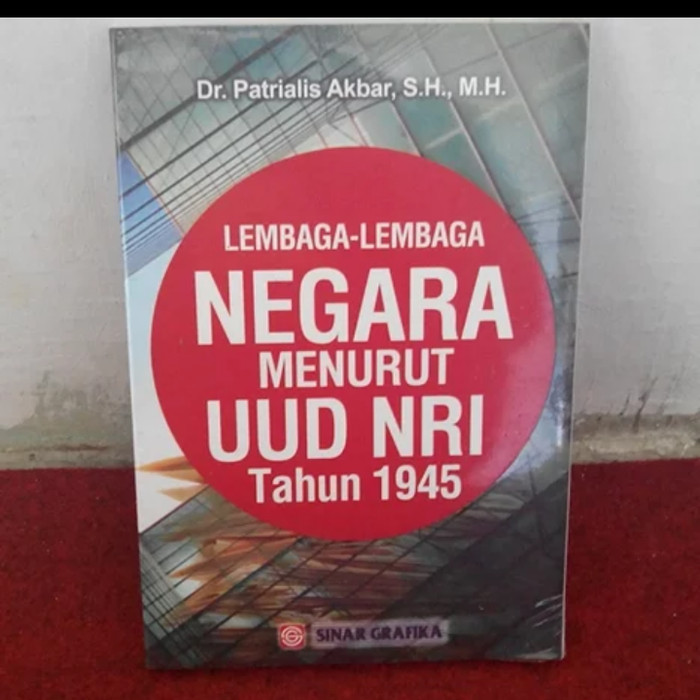 Dr. Patrialis Akbar, S.H., M.H.
LEMBAGA-LEMBAGA
NEGARA
MENURUT
UUD NRI
Tahun 1945
SINAR GRAFIKA